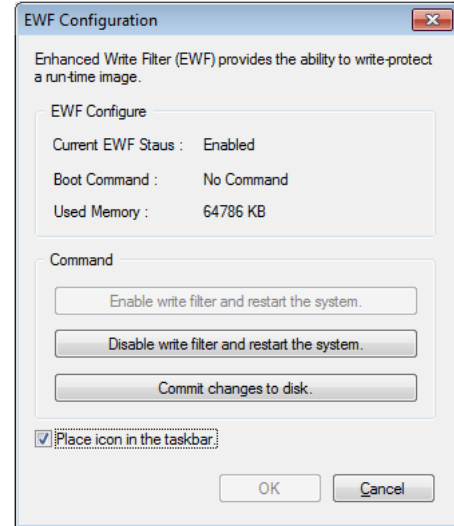 EWF Configuration
Enhanced Write Filter (EWF) provides the ability to write-protect
a run-time image.
EWF Configure
Current EWF Staus : Enabled
Boot Command : No Command
Used Memory : 64786 KB
Command
Enable write filter and restart the system.
Disable write filter and restart the system.
Commit changes to disk.
Place icon in the taskbar.
OK Cancel